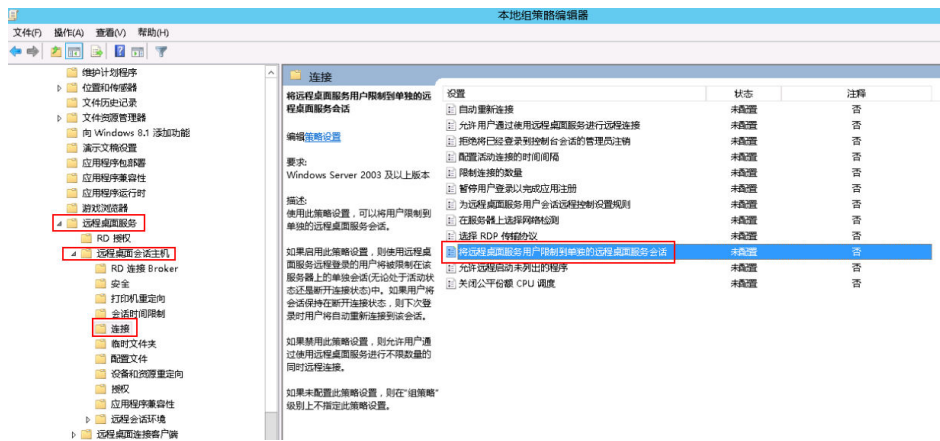 本地组策略编辑器
文件(F) 操作(A) 查看(V) 帮助(H)
维护计划程序
位置和传感器
文件历史记录
文件资源管理器
向 Windows 8.1 添加功能
演示文稿设置
应用程序包部署
应用程序兼容性
应用程序运行时
游戏浏览器
远程桌面服务
RD 授权
远程桌面会话主机
RD 连接 Broker
安全
打印机重定向
会话时间限制
连接
临时文件夹
配置文件
设备和资源重定向
授权
应用程序兼容性
远程会话环境
远程桌面连接客户端
连接
将远程桌面服务用户限制到单独的远
程桌面服务会话
编辑策略设置
要求:
Windows Server 2003 及以上版本
描述:
使用此策略设置，可以将用户限制到
单独的远程桌面服务会话。
如果启用此策略设置，则使用远程桌
面服务远程登录的用户将被限制在该
服务器上的单独会话(无论处于活动状
态还是断开连接状态)中。如果用户将
会话保持在断开连接状态，则下次登
录时用户将自动重新连接到该会话。
如果禁用此策略设置，则允许用户通
过使用远程桌面服务进行不限数量的
同时远程连接。
如果未配置此策略设置，则在"组策略"
级别上不指定此策略设置。
设置 状态 注释
自动重新连接 未配置 否
允许用户通过使用远程桌面服务进行远程连接 未配置 否
拒绝将已经登录到控制台会话的管理员注销 未配置 否
配置活动连接的时间间隔 未配置 否
限制连接的数量 未配置 否
暂停用户登录以完成应用注册 未配置 否
为远程桌面服务用户会话远程控制设置规则 未配置 否
在服务器上选择网络检测 未配置 否
选择 RDP 传输协议 未配置 否
将远程桌面服务用户限制到单独的远程桌面服务会话 未配置 否
允许远程启动未列出的程序 未配置 否
关闭公平份额 CPU 调度 未配置 否